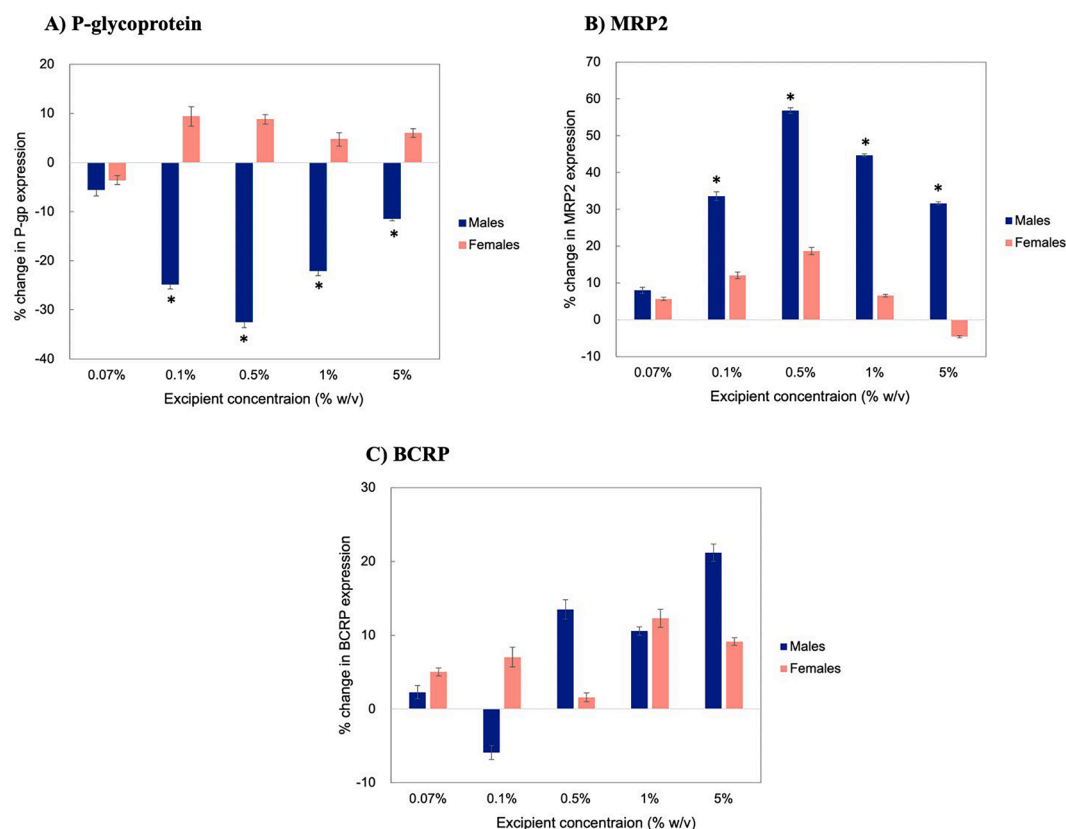 A) P-glycoprotein
% change in P-gp expression
20
10
0
-10
-20
-30
-40
*
*
*
*
0.07% 0.1% 0.5% 1% 5%
Excipient concentraion (% w/v)
Males
Females
B) MRP2
% change in MRP2 expression
70
60
50
40
30
20
10
0
-10
*
*
*
*
0.07% 0.1% 0.5% 1% 5%
Excipient concentraion (% w/v)
Males
Females
C) BCRP
% change in BCRP expression
30
20
10
0
-10
0.07% 0.1% 0.5% 1% 5%
Excipient concentraion (% w/v)
Males
Females